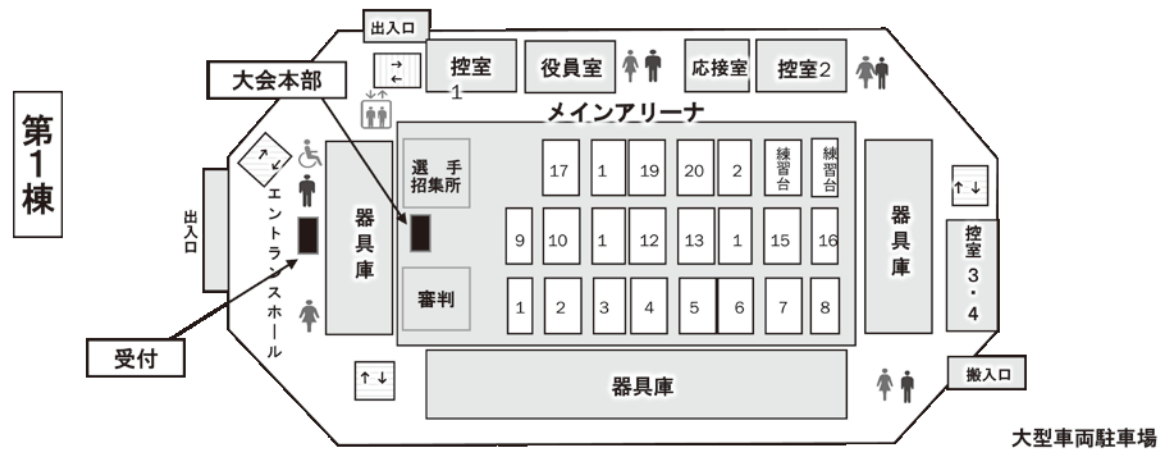 出入口
控室
1
役員室
応接室
控室2
大会本部
メインアリーナ
第1棟
選手
招集所
17
1
19
20
2
練習台
練習台
出入口
エントランスホール
器具庫
9
10
1
12
13
1
15
16
器具庫
控室3・4
審判
1
2
3
4
5
6
7
8
受付
器具庫
搬入口
大型車両駐車場